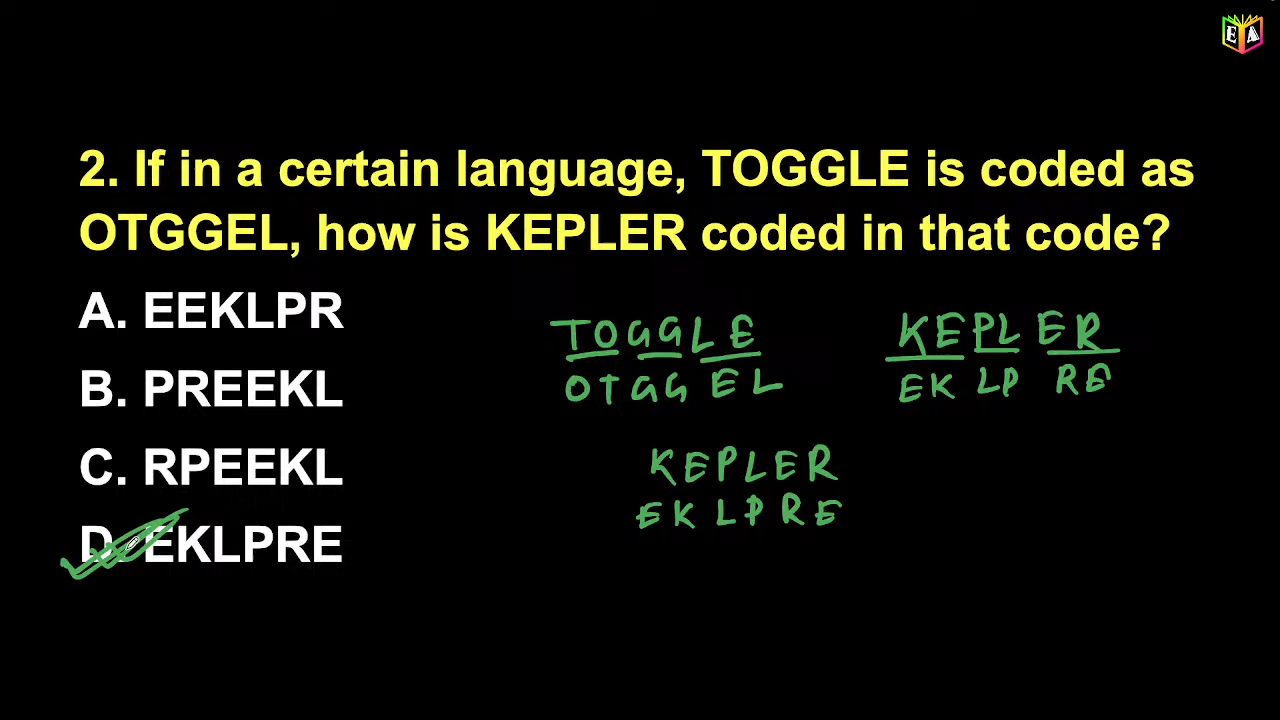 E A
2. If in a certain language, TOGGLE is coded as
OTGGEL, how is KEPLER coded in that code?
A. EEKLPR
B. PREEKL
C. RPEEKL
D. EKLPRE
TOGGLE
OTGGEL
KEPLER
EK LP RE
KEPLER
EKLPRE